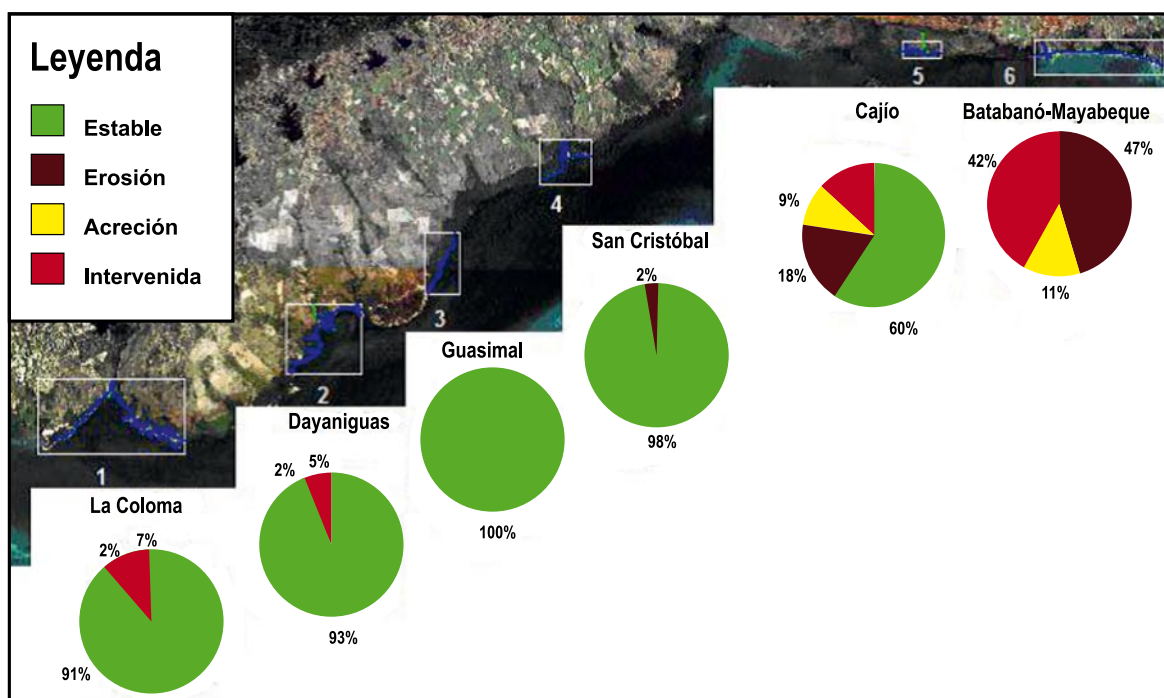 Leyenda
Estable
Erosión
Acreción
Intervenida
1
2
3
4
5
6
La Coloma
2%
7%
91%
Dayaniguas
2%
5%
93%
Guasimal
100%
San Cristóbal
2%
98%
Cajío
9%
18%
60%
Batabanó-Mayabeque
42%
47%
11%